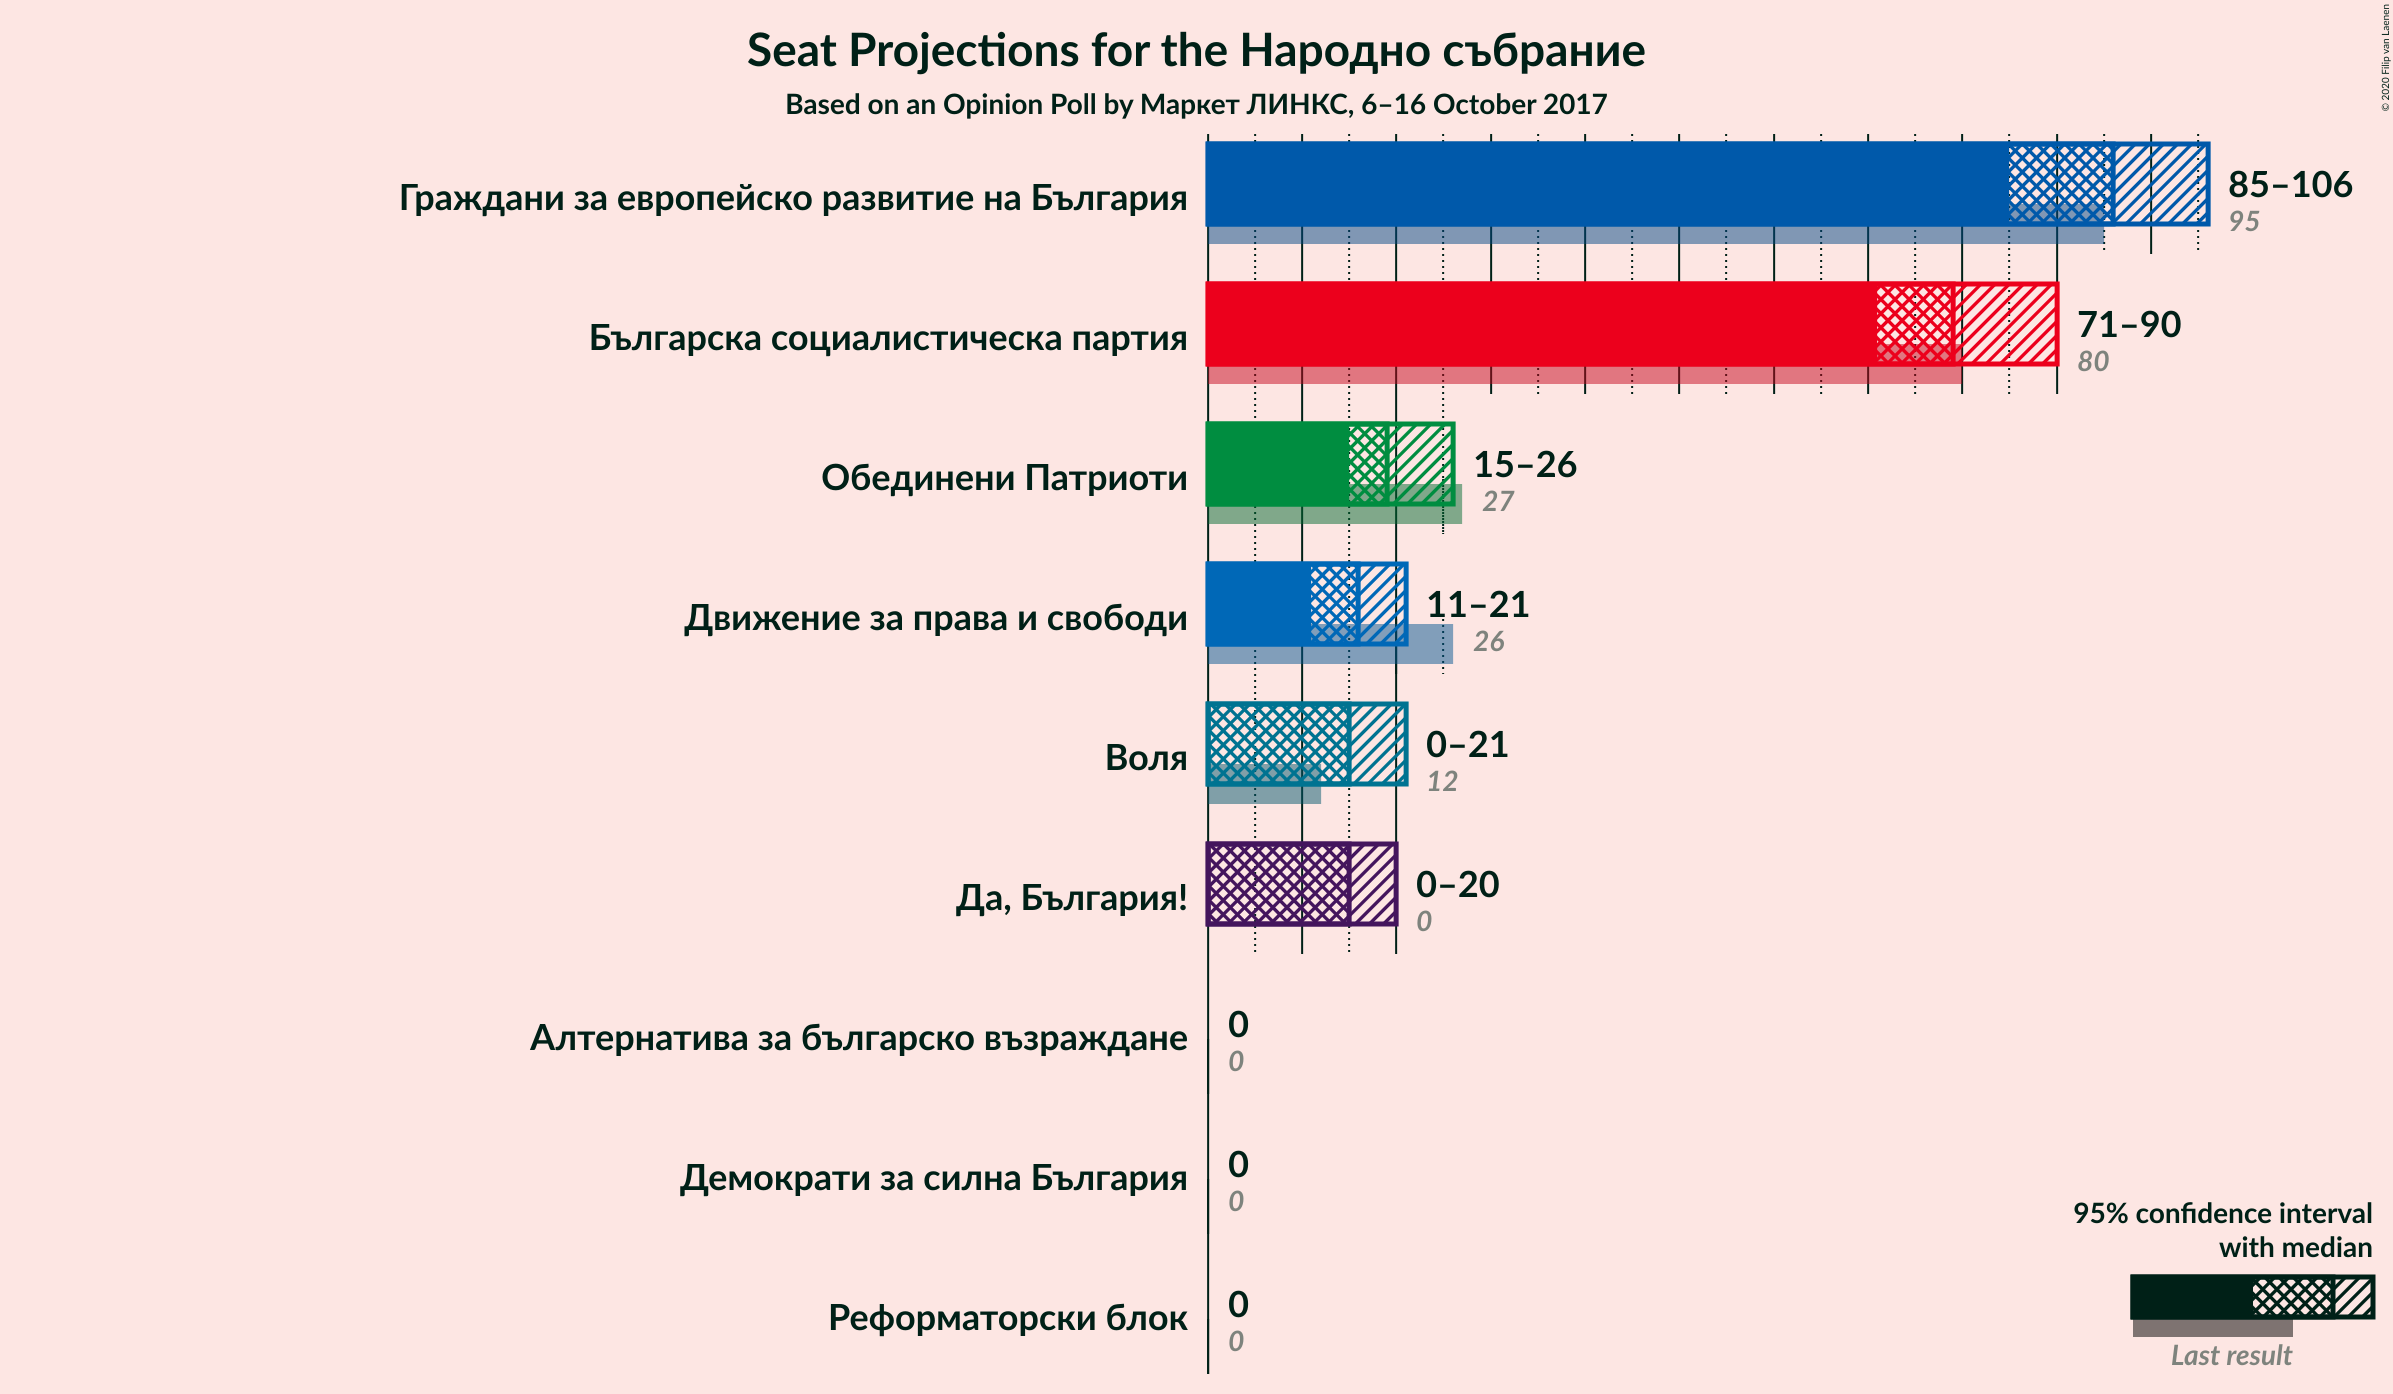 Seat Projections for the Народно събрание
Based on an Opinion Poll by Маркет ЛИНКС, 6–16 October 2017
© 2020 Filip van Laenen
Граждани за европейско развитие на България
85–106
95
Българска социалистическа партия
71–90
80
Обединени Патриоти
15–26
27
Движение за права и свободи
11–21
26
Воля
0–21
12
Да, България!
0–20
0
Алтернатива за българско възраждане
0
0
Демократи за силна България
0
0
Реформаторски блок
0
0
95% confidence interval
with median
Last result